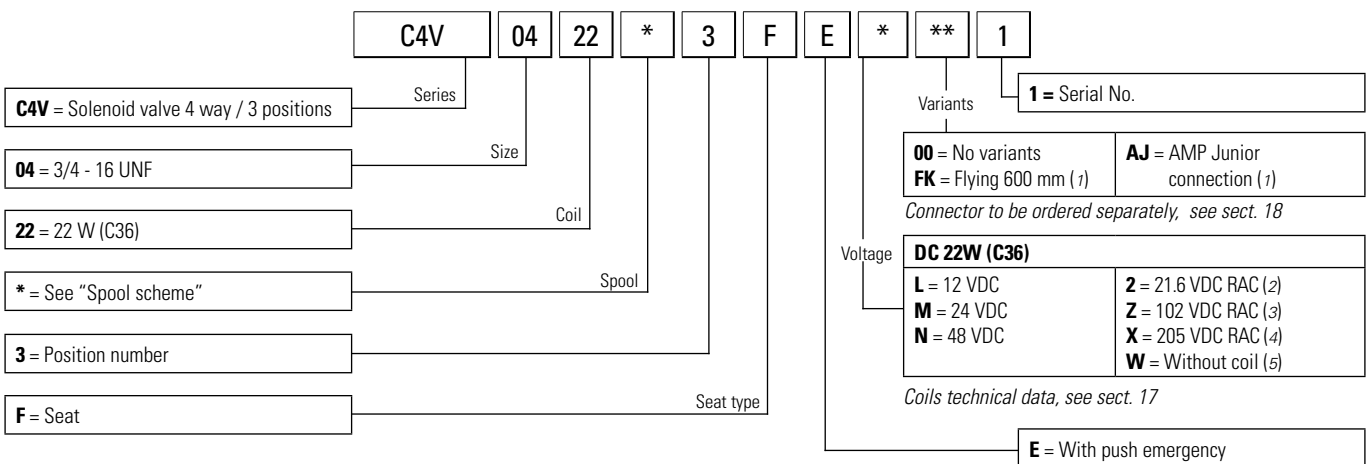 C4V 04 22 * 3 F E * ** 1
Series
C4V = Solenoid valve 4 way / 3 positions
Size
04 = 3/4 - 16 UNF
Coil
22 = 22 W (C36)
Spool
* = See “Spool scheme”
3 = Position number
Seat type
F = Seat
1 = Serial No.
Variants
00 = No variants
FK = Flying 600 mm (1)
AJ = AMP Junior
connection (1)
Connector to be ordered separately, see sect. 18
Voltage
DC 22W (C36)
L = 12 VDC
M = 24 VDC
N = 48 VDC
2 = 21.6 VDC RAC (2)
Z = 102 VDC RAC (3)
X = 205 VDC RAC (4)
W = Without coil (5)
Coils technical data, see sect. 17
E = With push emergency